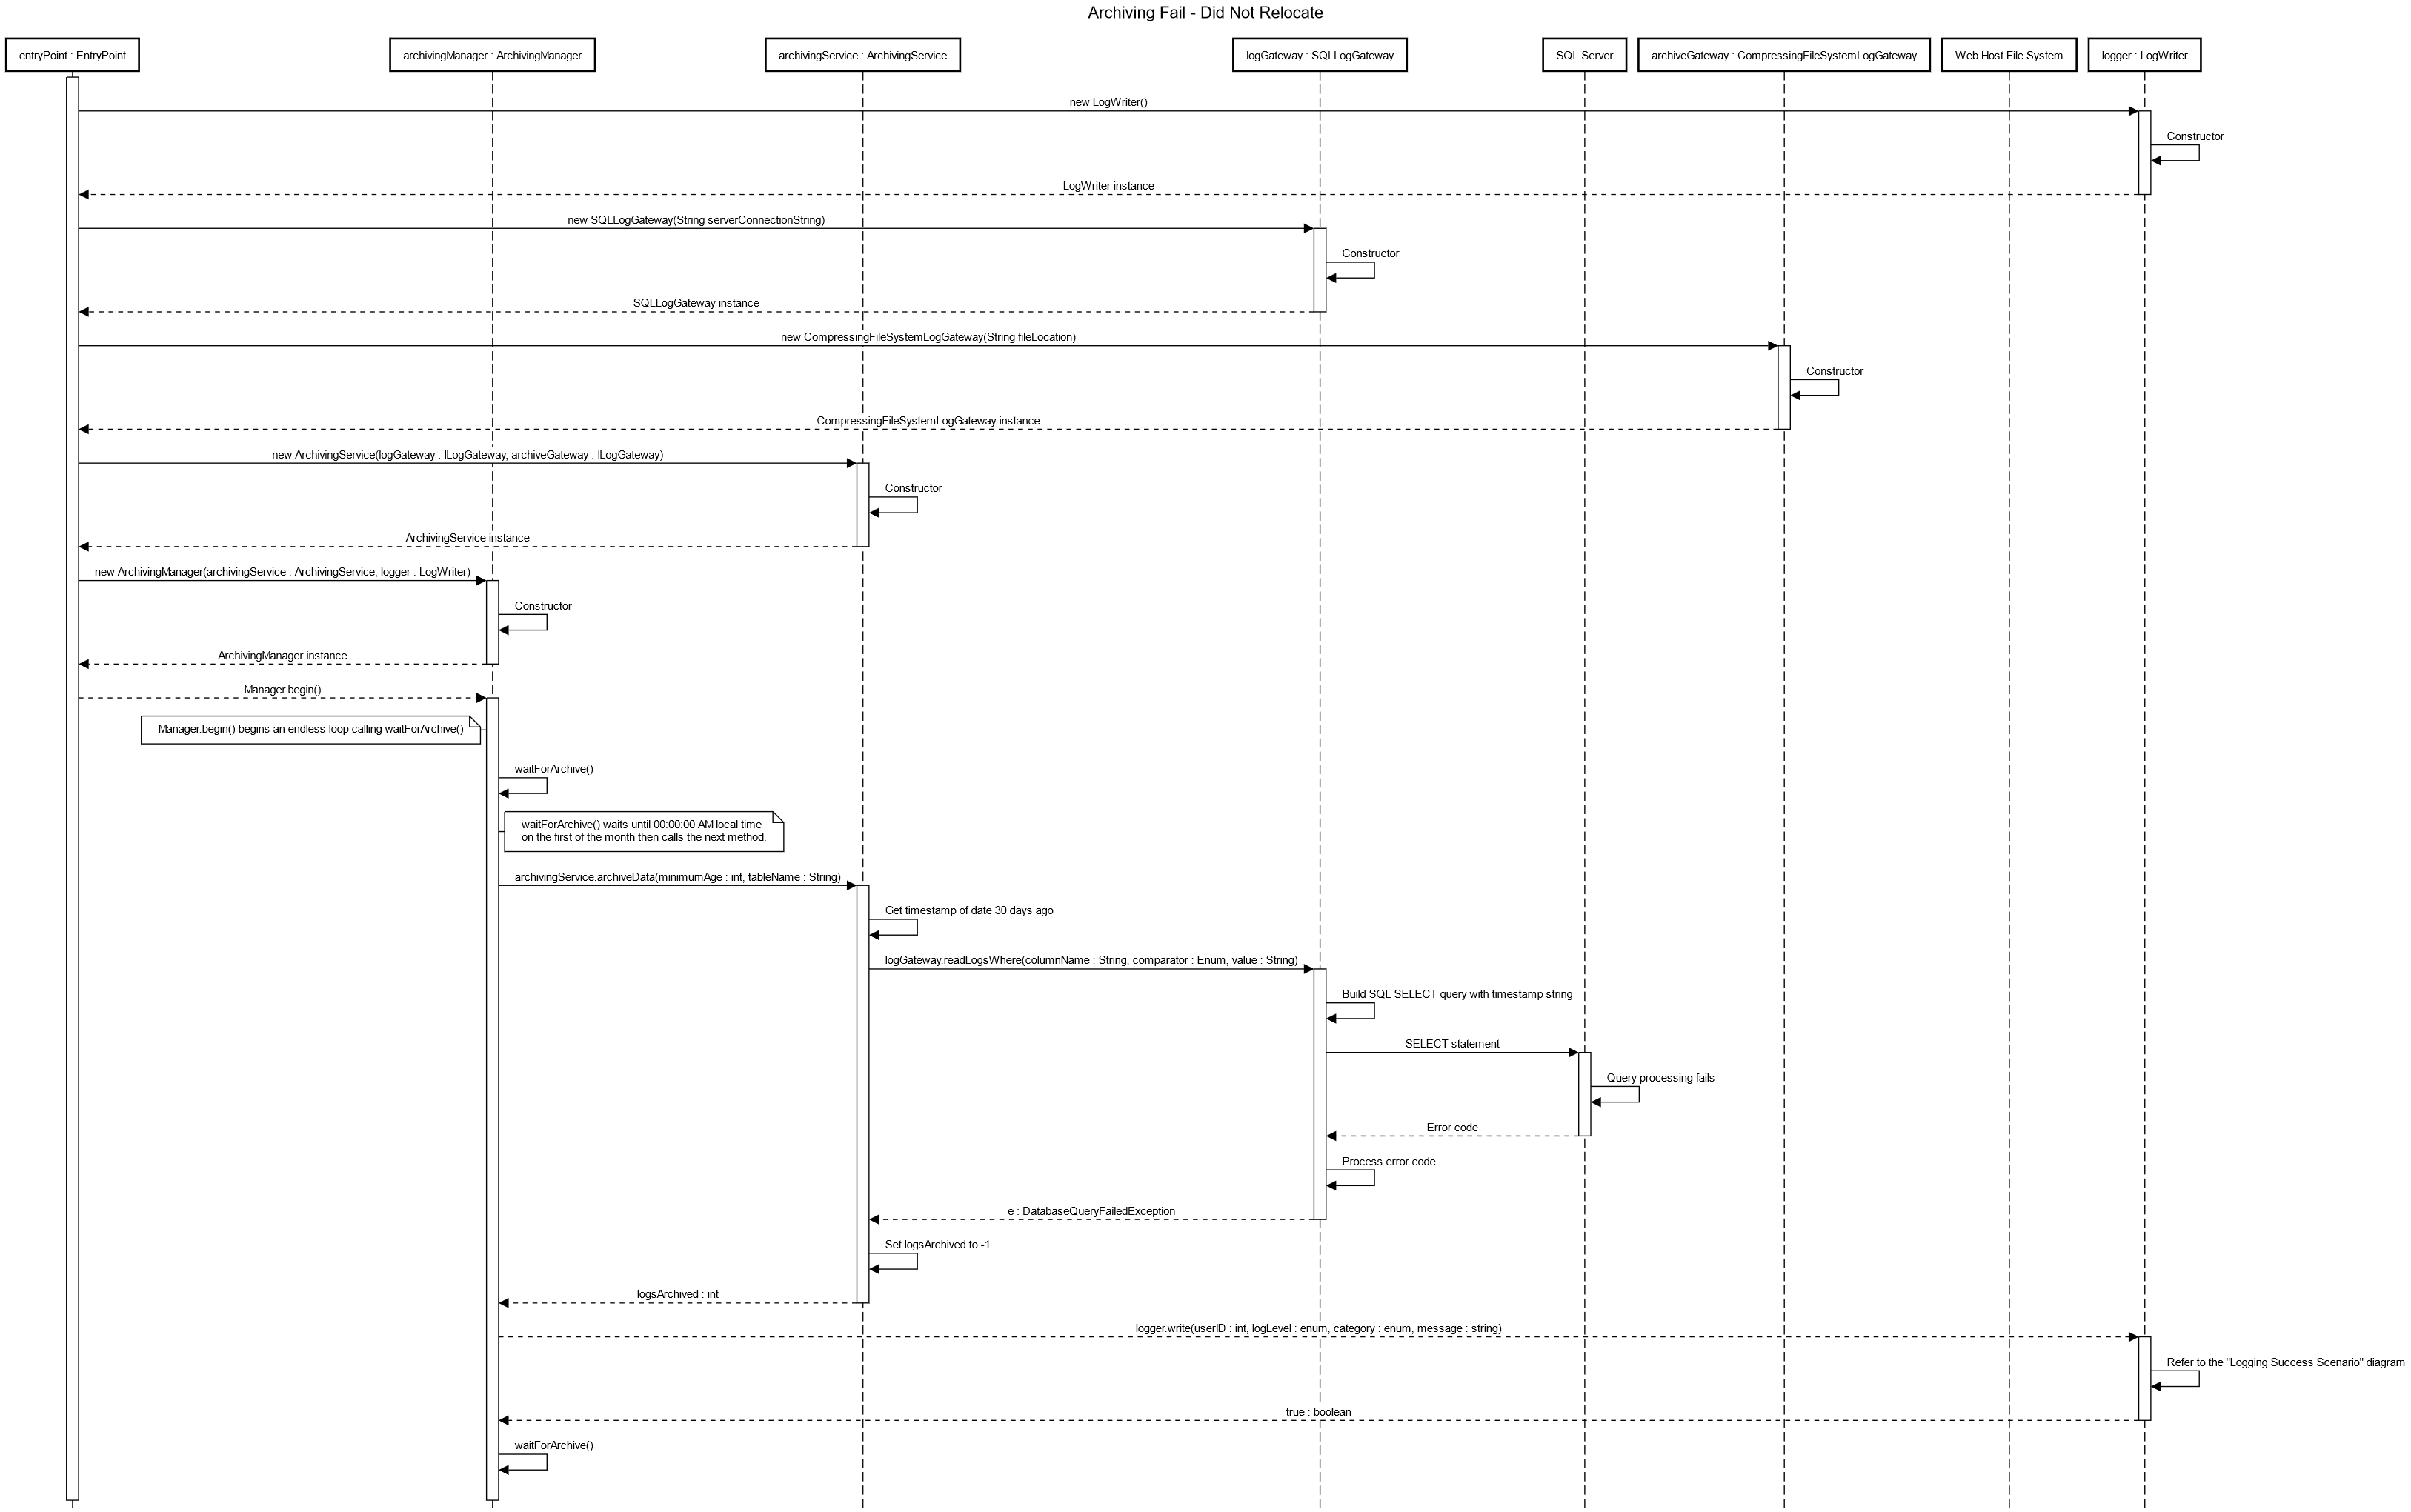 Archiving Fail - Did Not Relocate
entryPoint : EntryPoint
archivingManager : ArchivingManager
archivingService : ArchivingService
logGateway : SQLLogGateway
SQL Server
archiveGateway : CompressingFileSystemLogGateway
Web Host File System
logger : LogWriter
new LogWriter()
Constructor
LogWriter instance
new SQLLogGateway(String serverConnectionString)
Constructor
SQLLogGateway instance
new CompressingFileSystemLogGateway(String fileLocation)
Constructor
CompressingFileSystemLogGateway instance
new ArchivingService(logGateway : ILogGateway, archiveGateway : ILogGateway)
Constructor
ArchivingService instance
new ArchivingManager(archivingService : ArchivingService, logger : LogWriter)
Constructor
ArchivingManager instance
Manager.begin()
Manager.begin() begins an endless loop calling waitForArchive()
waitForArchive()
waitForArchive() waits until 00:00:00 AM local time
on the first of the month then calls the next method.
archivingService.archiveData(minimumAge : int, tableName : String)
Get timestamp of date 30 days ago
logGateway.readLogsWhere(columnName : String, comparator : Enum, value : String)
Build SQL SELECT query with timestamp string
SELECT statement
Query processing fails
Error code
Process error code
e : DatabaseQueryFailedException
Set logsArchived to -1
logsArchived : int
logger.write(userID : int, logLevel : enum, category : enum, message : string)
Refer to the "Logging Success Scenario" diagram
true : boolean
waitForArchive()